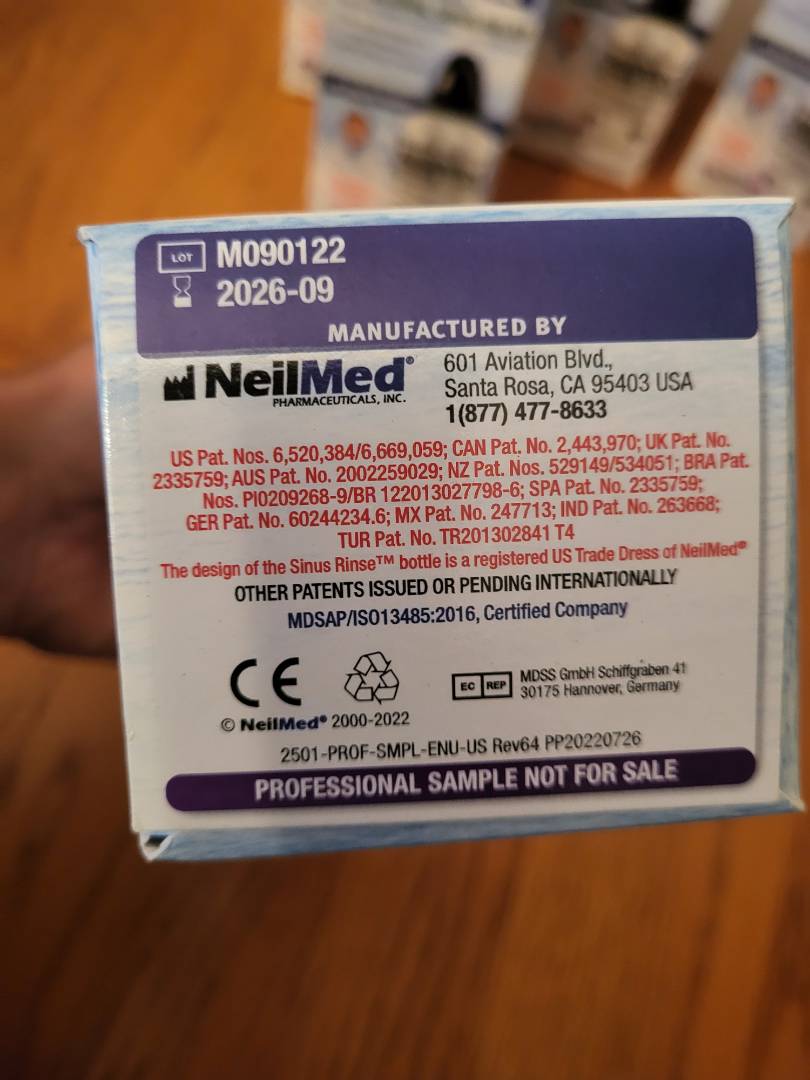 LOT M090122
2026-09
MANUFACTURED BY
NeilMed®
PHARMACEUTICALS, INC.
601 Aviation Blvd.,
Santa Rosa, CA 95403 USA
1(877) 477-8633
US Pat. Nos. 6,520,384/6,669,059; CAN Pat. No. 2,443,970; UK Pat. No.
2335759; AUS Pat. No. 2002259029; NZ Pat. Nos. 529149/534051; BRA Pat.
Nos. PI0209268-9/BR 122013027798-6; SPA Pat. No. 2335759;
GER Pat. No. 60244234.6; MX Pat. No. 247713; IND Pat. No. 263668;
TUR Pat. No. TR201302841 T4
The design of the Sinus Rinse™ bottle is a registered US Trade Dress of NeilMed®
OTHER PATENTS ISSUED OR PENDING INTERNATIONALLY
MDSAP/ISO13485:2016, Certified Company
CE
EC REP
MDSS GmbH Schiffgraben 41
30175 Hannover, Germany
© NeilMed® 2000-2022
2501-PROF-SMPL-ENU-US Rev64 PP20220726
PROFESSIONAL SAMPLE NOT FOR SALE